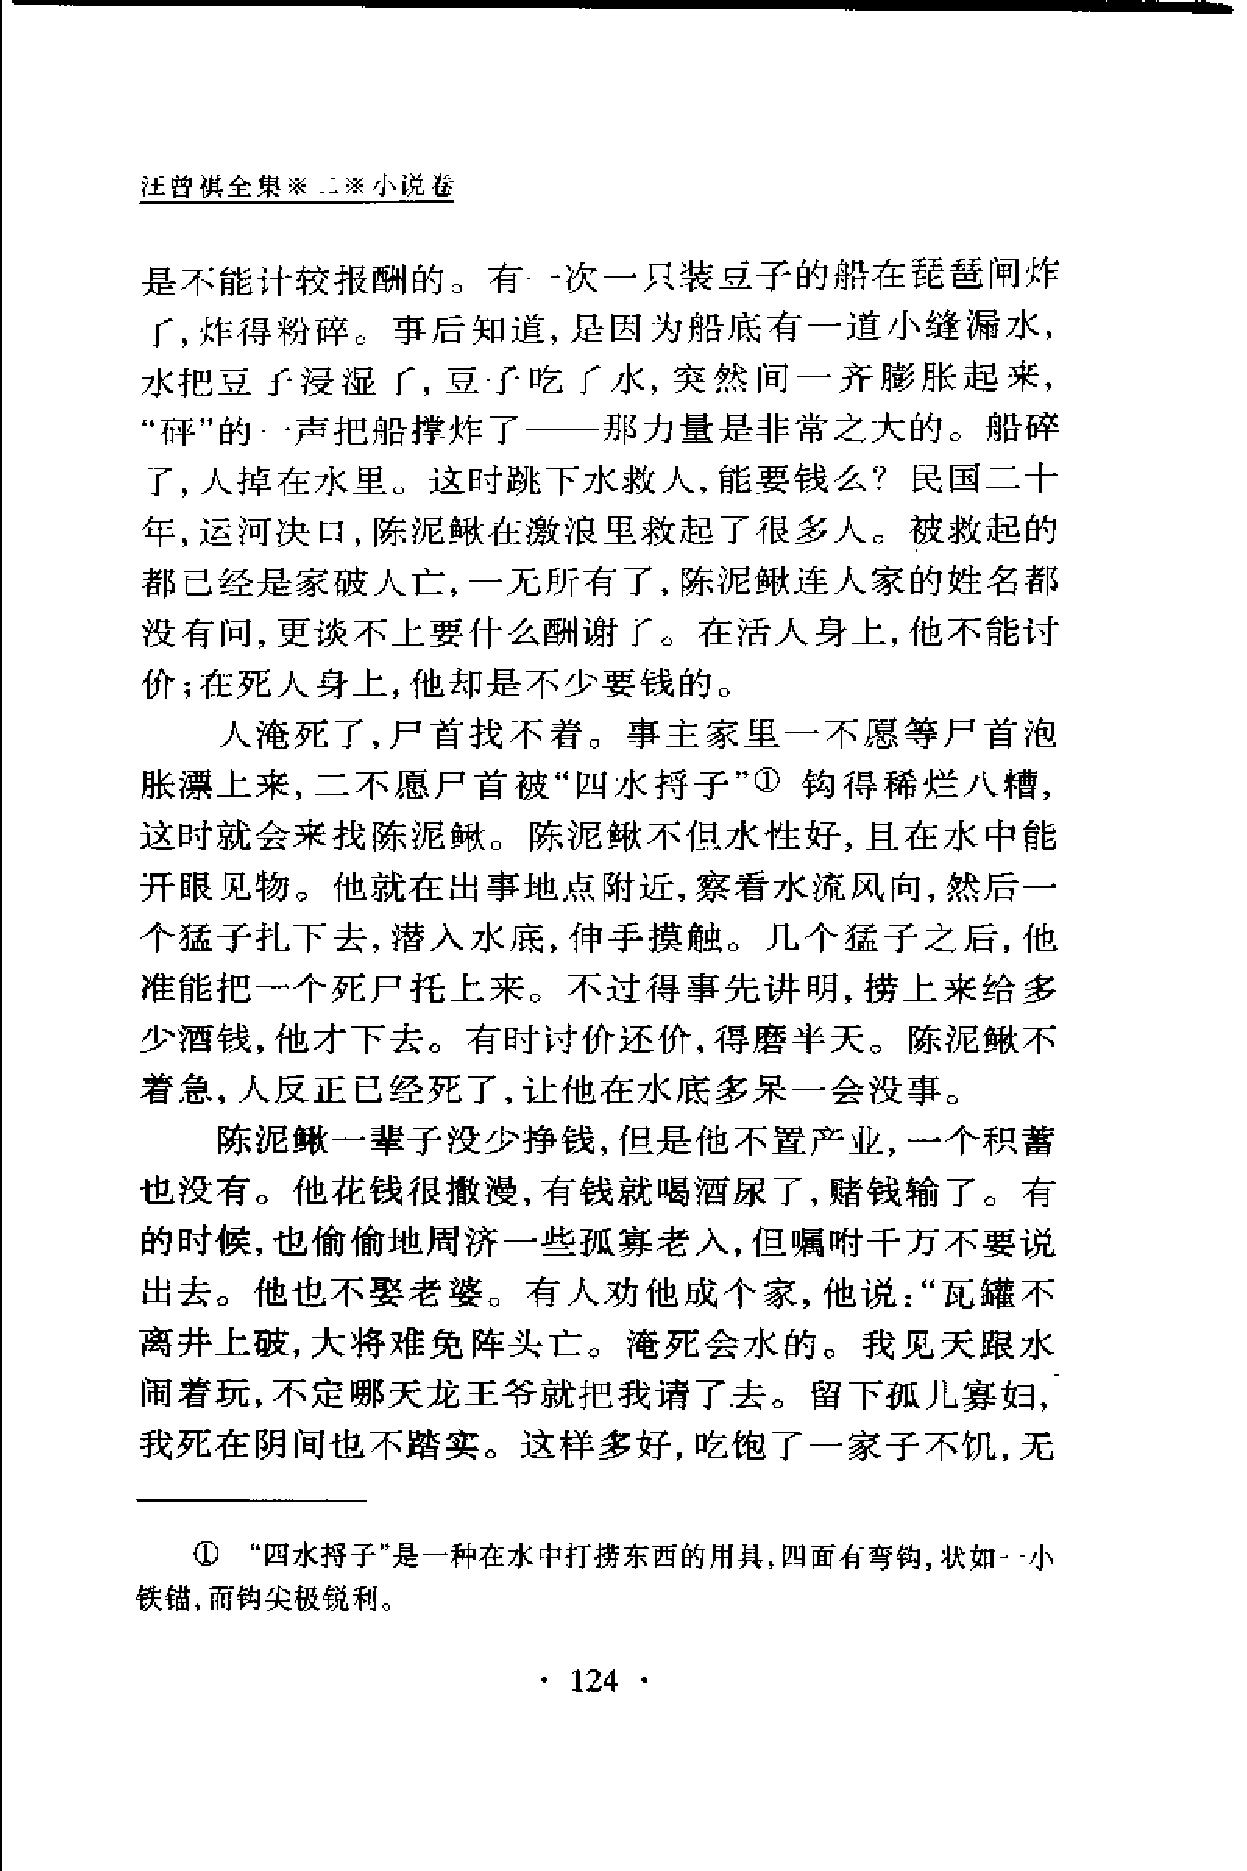 汪曾祺全集※二※小说卷
是不能计较报酬的。有一次一只装豆子的船在琵琶闸炸
了,炸得粉碎。事后知道,是因为船底有一道小缝漏水,
水把豆子浸湿了,豆子吃了水,突然间一齐膨胀起来,
“砰”的一声把船撑炸了——那力量是非常之大的。船碎
了,人掉在水里。这时跳下水救人,能要钱么?民国二十
年,运河决口,陈泥鳅在激浪里救起了很多人。被救起的
都已经是家破人亡,一无所有了,陈泥鳅连人家的姓名都
没有问,更谈不上要什么酬谢了。在活人身上,他不能讨
价;在死人身上,他却是不少要钱的。
人淹死了,尸首找不着。事主家里一不愿等尸首泡
胀漂上来,二不愿尸首被“四水捋子”① 钩得稀烂八糟,
这时就会来找陈泥鳅。陈泥鳅不但水性好,且在水中能
开眼见物。他就在出事地点附近,察看水流风向,然后一
个猛子扎下去,潜入水底,伸手摸触。几个猛子之后,他
准能把一个死尸托上来。不过得事先讲明,捞上来给多
少酒钱,他才下去。有时讨价还价,得磨半天。陈泥鳅不
着急,人反正已经死了,让他在水底多呆一会没事。
陈泥鳅一辈子没少挣钱,但是他不置产业,一个积蓄
也没有。他花钱很撒漫,有钱就喝酒尿了,赌钱输了。有
的时候,也偷偷地周济一些孤寡老人,但嘱咐千万不要说
出去。他也不娶老婆。有人劝他成个家,他说:“瓦罐不
离井上破,大将难免阵头亡。淹死会水的。我见天跟水
闹着玩,不定哪天龙王爷就把我请了去。留下孤儿寡妇,
我死在阴间也不踏实。这样多好,吃饱了一家子不饥,无
① “四水捋子”是一种在水中打捞东西的用具,四面有弯钩,状如一小
铁锚,而钩尖极锐利。
· 124 ·